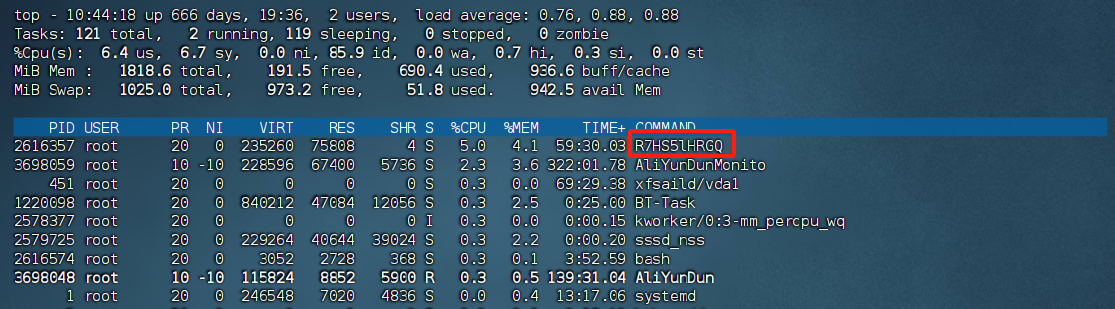 top - 10:44:18 up 666 days, 19:36, 2 users, load average: 0.76, 0.88, 0.88
Tasks: 121 total, 2 running, 119 sleeping, 0 stopped, 0 zombie
%Cpu(s): 6.4 us, 6.7 sy, 0.0 ni, 85.9 id, 0.0 wa, 0.7 hi, 0.3 si, 0.0 st
MiB Mem : 1818.6 total, 191.5 free, 690.4 used, 936.6 buff/cache
MiB Swap: 1025.0 total, 973.2 free, 51.8 used. 942.5 avail Mem
PID USER PR NI VIRT RES SHR S %CPU %MEM TIME+ COMMAND
2616357 root 20 0 235260 75808 4 S 5.0 4.1 59:30.03 R7HS5lHRGQ
3698059 root 10 -10 228596 67400 5736 S 2.3 3.6 322:01.78 AliYunDunMonito
451 root 20 0 0 0 0 S 0.3 0.0 69:29.38 xfsaild/vda1
1220098 root 20 0 840212 47084 12056 S 0.3 2.5 0:25.00 BT-Task
2578377 root 20 0 0 0 0 I 0.3 0.0 0:00.15 kworker/0:3-mm_percpu_wq
2579725 root 20 0 229264 40644 39024 S 0.3 2.2 0:00.20 sssd_nss
2616574 root 20 0 3052 2728 368 S 0.3 0.1 3:52.59 bash
3698048 root 10 -10 115824 8852 5900 R 0.3 0.5 139:31.04 AliYunDun
1 root 20 0 246548 7020 4836 S 0.0 0.4 13:17.06 systemd